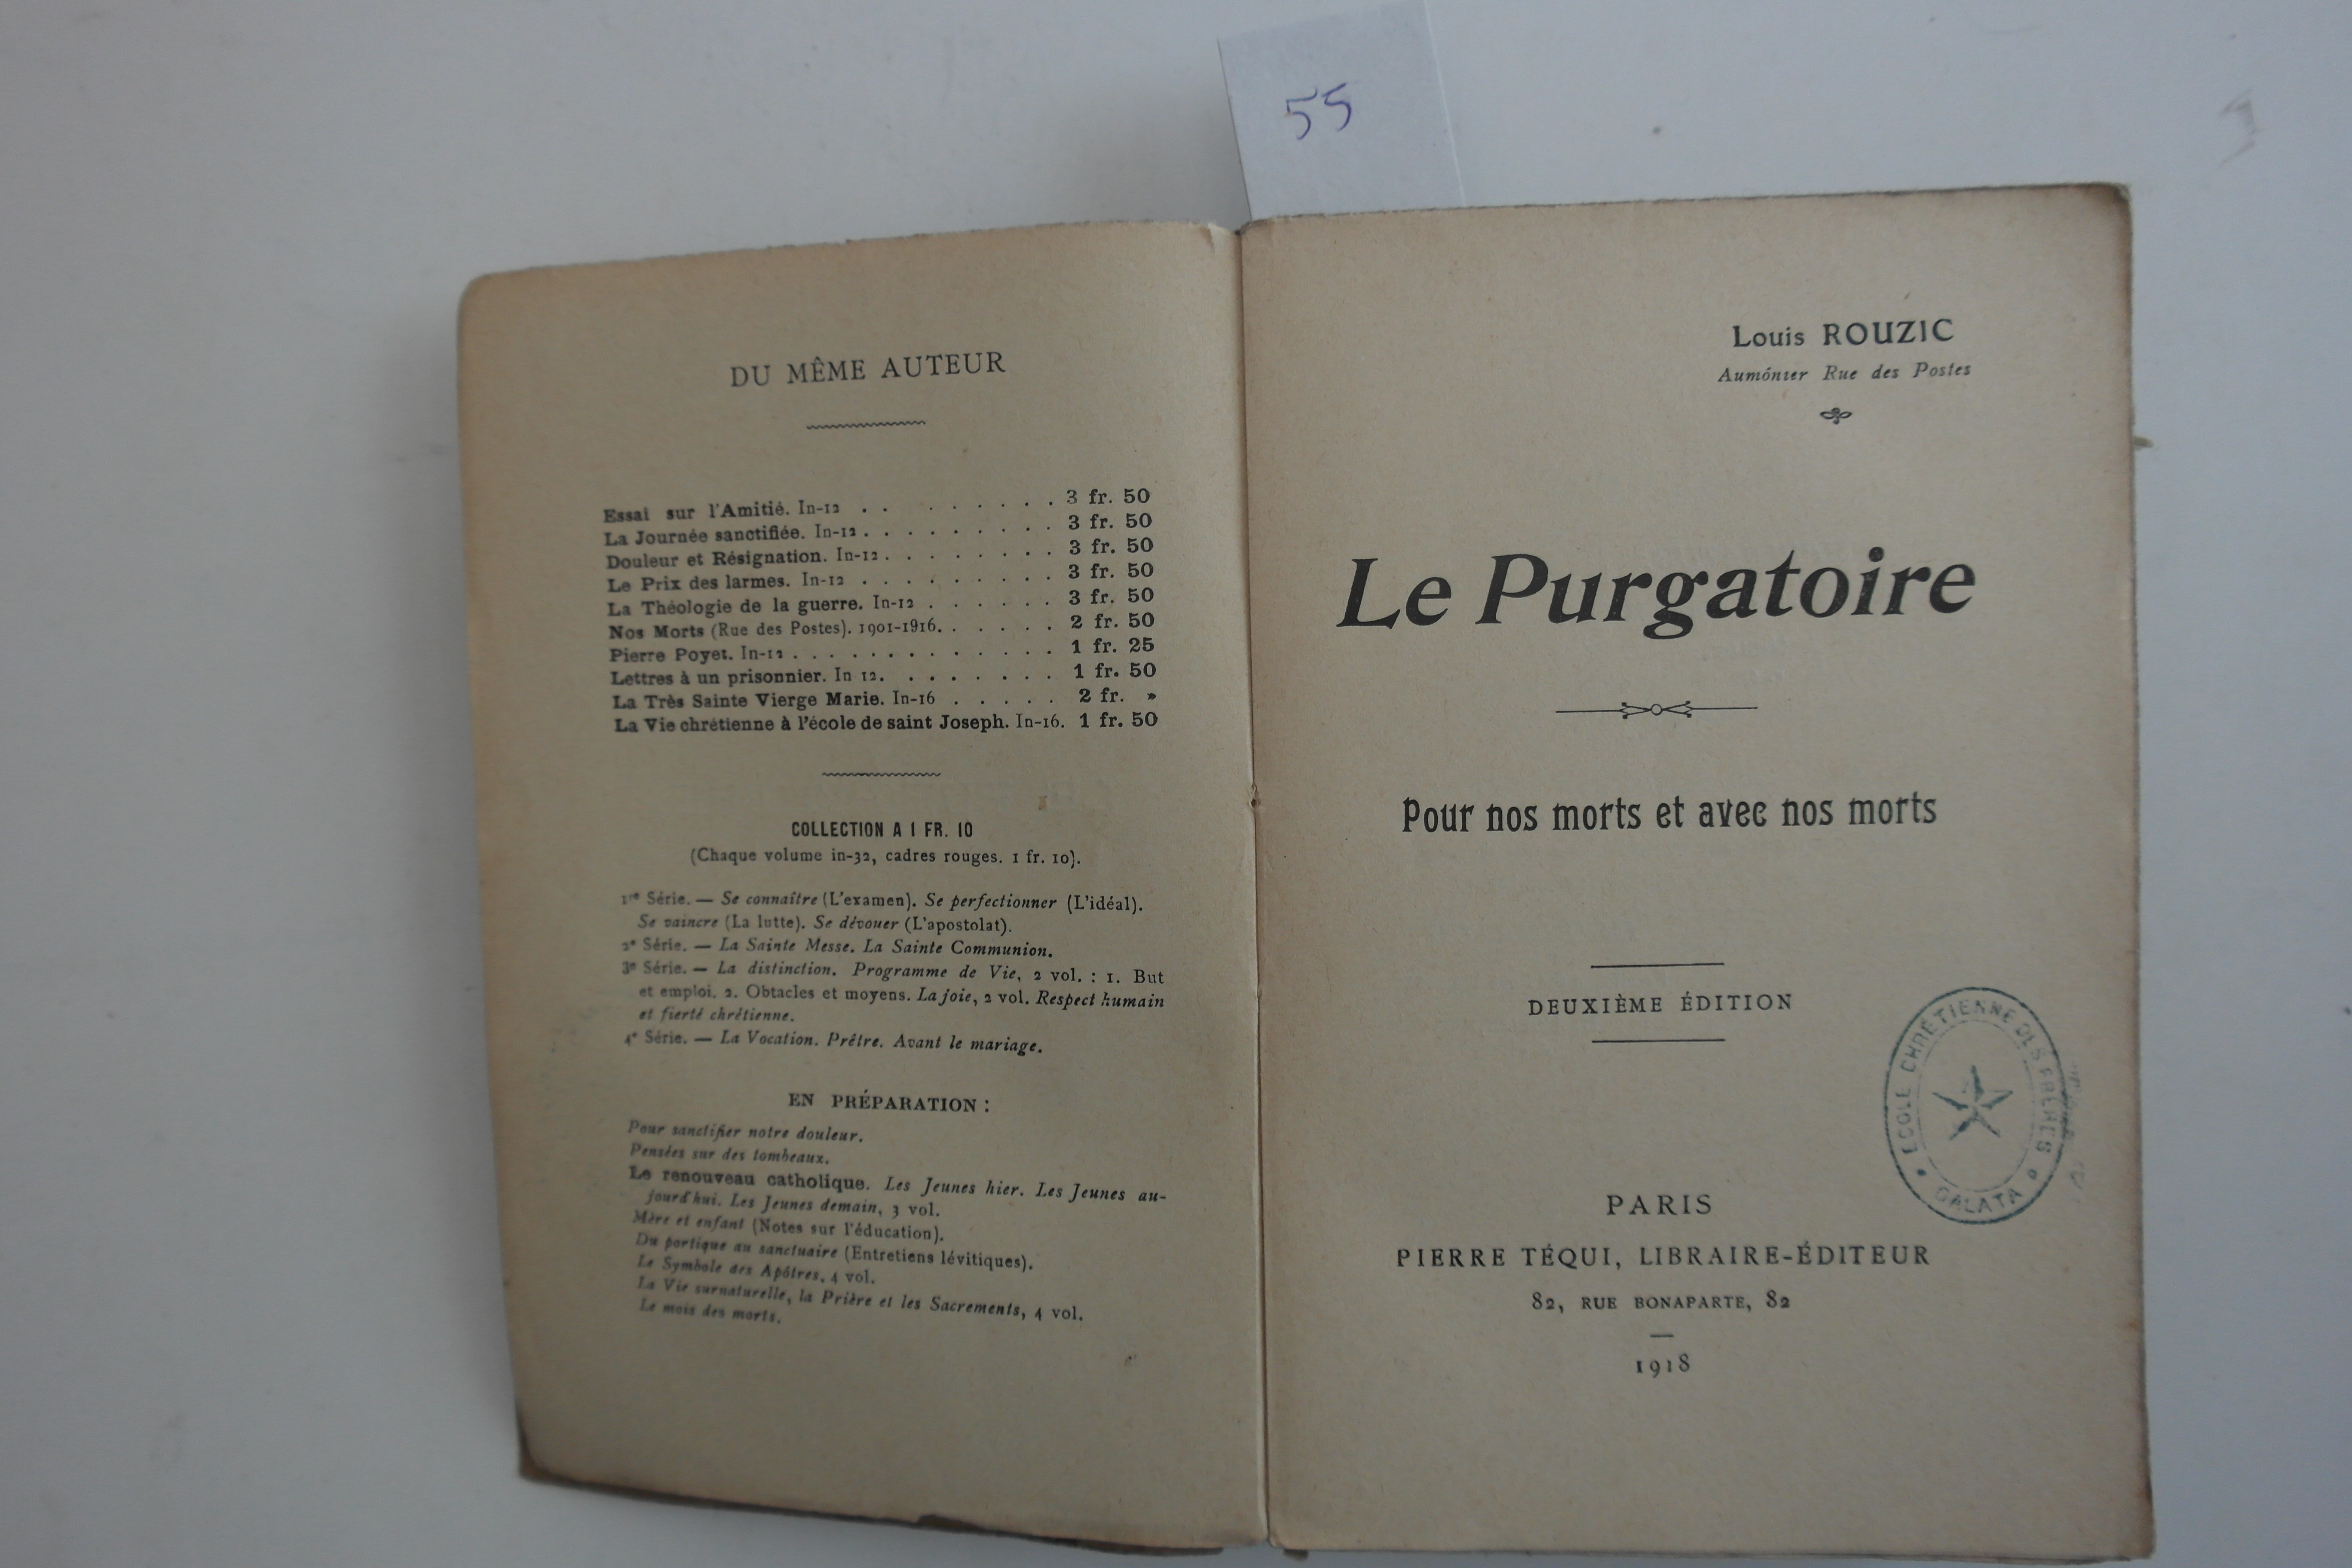 55
DU MÊME AUTEUR
Essai sur l'Amitié. In-12 . . . . . . . . . 3 fr. 50
La Journée sanctifiée. In-12 . . . . . . . . . 3 fr. 50
Douleur et Résignation. In-12 . . . . . . . . 3 fr. 50
Le Prix des larmes. In-12 . . . . . . . . . 3 fr. 50
La Théologie de la guerre. In-12 . . . . . . 3 fr. 50
Nos Morts (Rue des Postes). 1901-1916. . . . . . 2 fr. 50
Pierre Poyet. In-12 . . . . . . . . . . . . 1 fr. 25
Lettres à un prisonnier. In 12. . . . . . . . 1 fr. 50
La Très Sainte Vierge Marie. In-16 . . . . . 2 fr. »
La Vie chrétienne à l'école de saint Joseph. In-16. 1 fr. 50
COLLECTION A 1 FR. 10
(Chaque volume in-32, cadres rouges. 1 fr. 10).
1re Série. — Se connaître (L'examen). Se perfectionner (L'idéal).
Se vaincre (La lutte). Se dévouer (L'apostolat).
2e Série. — La Sainte Messe. La Sainte Communion.
3e Série. — La distinction. Programme de Vie, 2 vol. : 1. But
et emploi. 2. Obtacles et moyens. La joie, 2 vol. Respect humain
et fierté chrétienne.
4e Série. — La Vocation. Prêtre. Avant le mariage.
EN PRÉPARATION :
Pour sanctifier notre douleur.
Pensées sur des tombeaux.
Le renouveau catholique. Les Jeunes hier. Les Jeunes au-
jourd'hui. Les Jeunes demain, 3 vol.
Mère et enfant (Notes sur l'éducation).
Du portique au sanctuaire (Entretiens lévitiques).
Le Symbole des Apôtres, 4 vol.
La Vie surnaturelle, la Prière et les Sacrements, 4 vol.
Le mois des morts.
Louis ROUZIC
Aumônier Rue des Postes
Le Purgatoire
Pour nos morts et avec nos morts
DEUXIÈME ÉDITION
ECOLE CHRÉTIENNE DES FRÈRES
GALATA
PARIS
PIERRE TÉQUI, LIBRAIRE-ÉDITEUR
82, RUE BONAPARTE, 82
1918